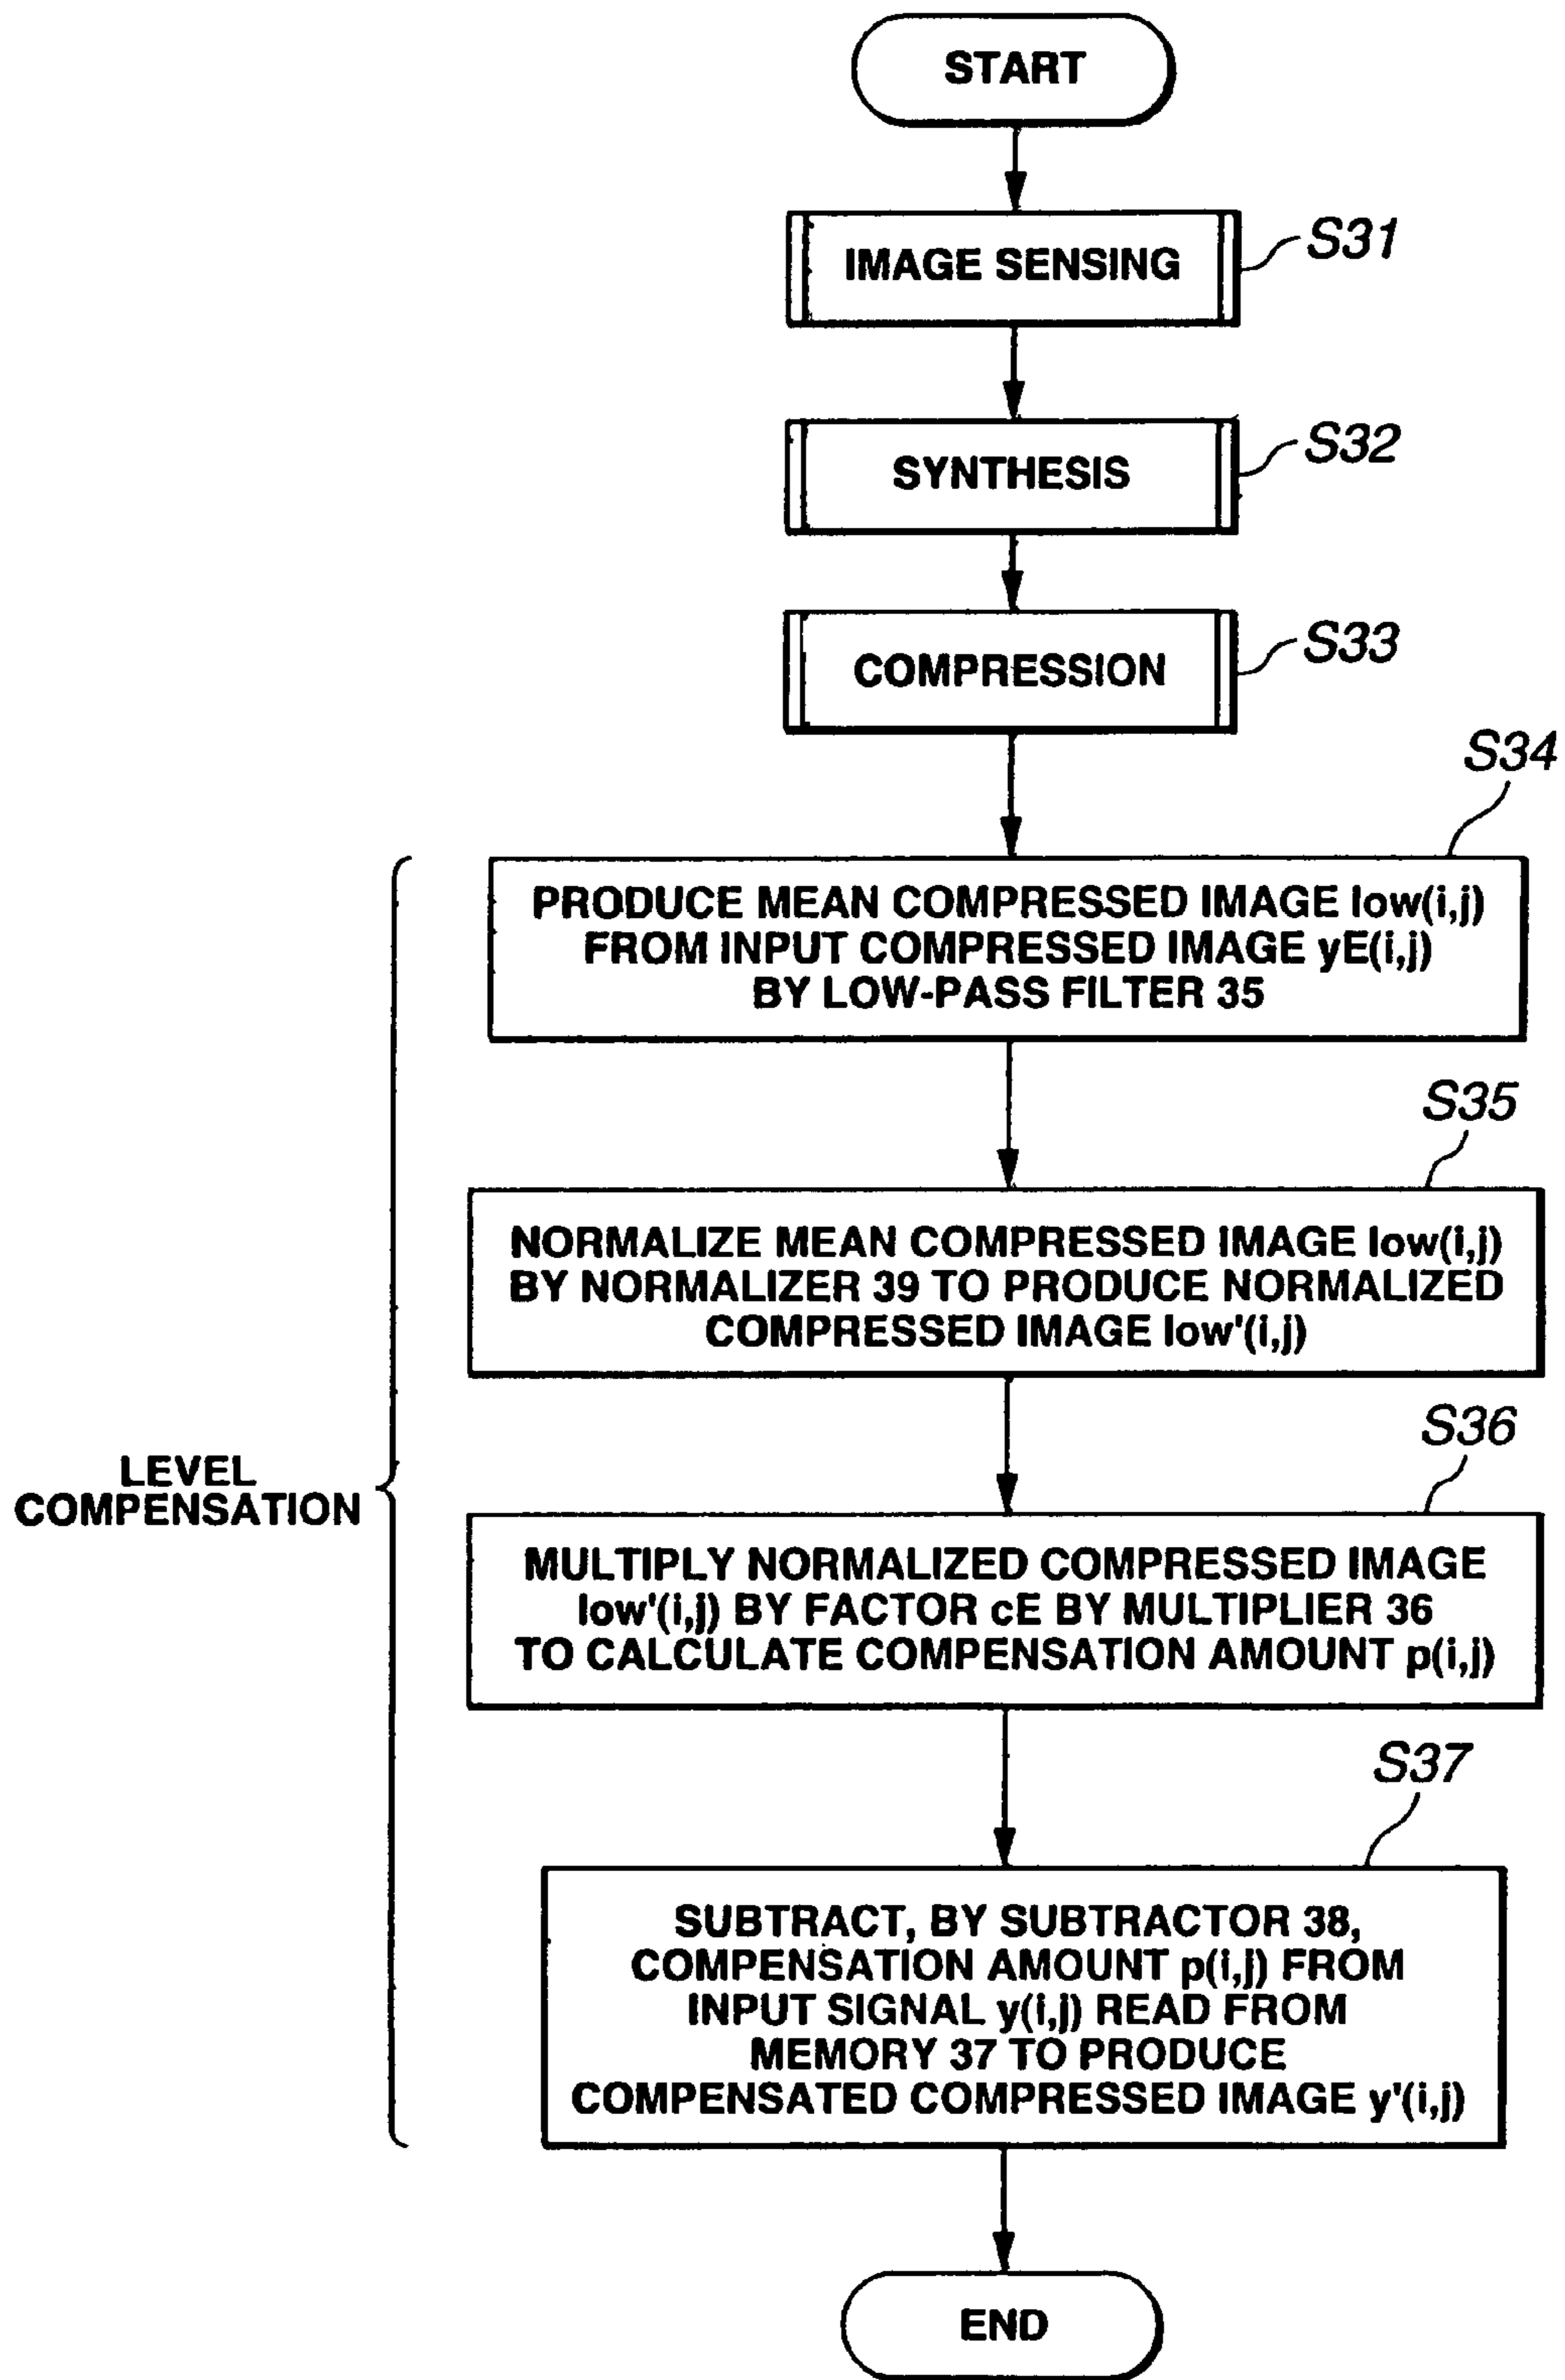 START
IMAGE SENSING
S31
SYNTHESIS
S32
COMPRESSION
S33
S34
PRODUCE MEAN COMPRESSED IMAGE low(i,j)
FROM INPUT COMPRESSED IMAGE yE(i,j)
BY LOW-PASS FILTER 35
S35
NORMALIZE MEAN COMPRESSED IMAGE low(i,j)
BY NORMALIZER 39 TO PRODUCE NORMALIZED
COMPRESSED IMAGE low'(i,j)
LEVEL
COMPENSATION
S36
MULTIPLY NORMALIZED COMPRESSED IMAGE
low'(i,j) BY FACTOR cE BY MULTIPLIER 36
TO CALCULATE COMPENSATION AMOUNT p(i,j)
S37
SUBTRACT, BY SUBTRACTOR 38,
COMPENSATION AMOUNT p(i,j) FROM
INPUT SIGNAL y(i,j) READ FROM
MEMORY 37 TO PRODUCE
COMPENSATED COMPRESSED IMAGE y'(i,j)
END